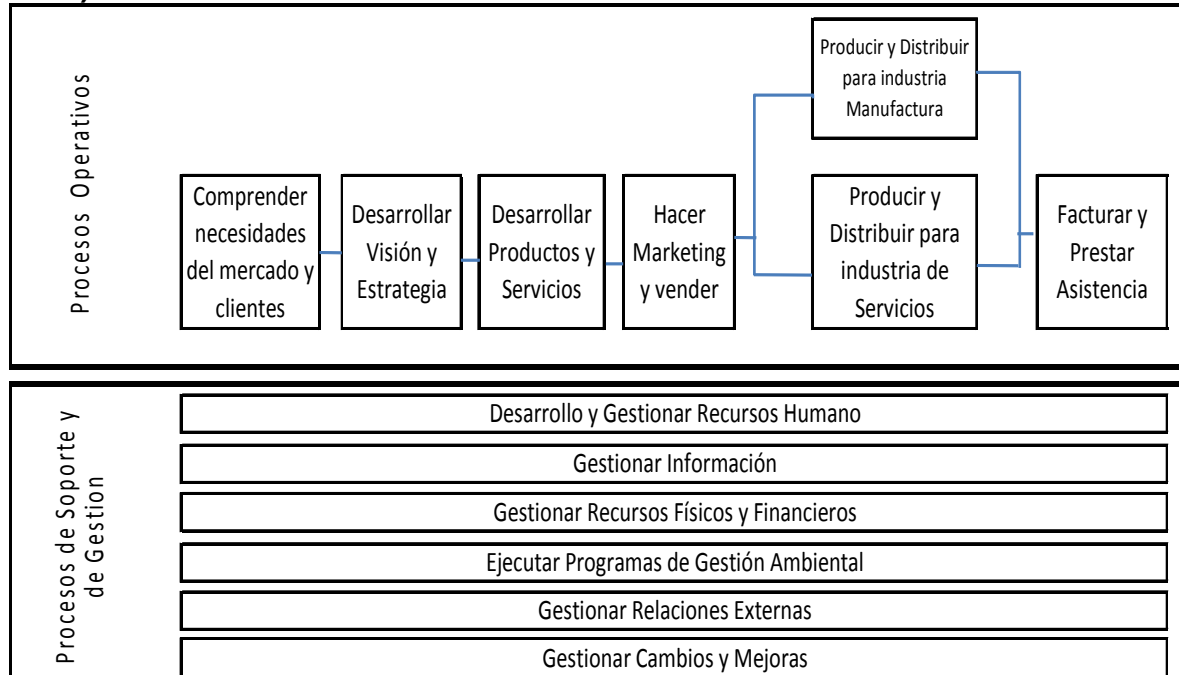 Procesos Operativos
Comprender
necesidades
del mercado y
clientes
Desarrollar
Visión y
Estrategia
Desarrollar
Productos y
Servicios
Hacer
Marketing
y vender
Producir y Distribuir
para industria
Manufactura
Producir y
Distribuir para
industria de
Servicios
Facturar y
Prestar
Asistencia
Procesos de Soporte y
de Gestion
Desarrollo y Gestionar Recursos Humano
Gestionar Información
Gestionar Recursos Físicos y Financieros
Ejecutar Programas de Gestión Ambiental
Gestionar Relaciones Externas
Gestionar Cambios y Mejoras